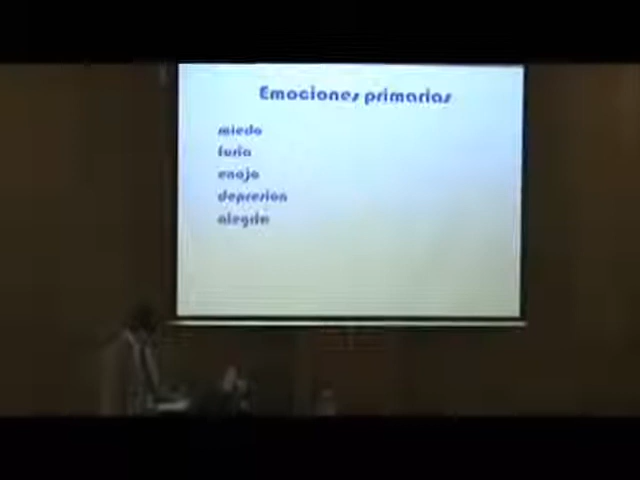 Emociones primarias
miedo
furia
enojo
depresion
alegria